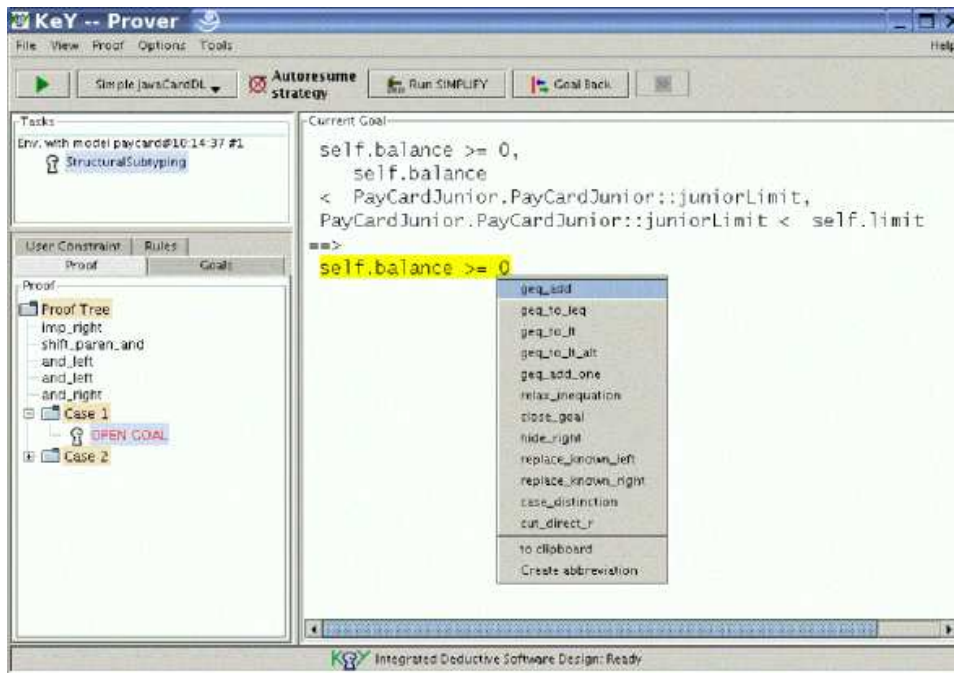 KeY -- Prover
File View Proof Options Tools Help
Simple JavaCardDL
Autoresume strategy
Run SIMPLIFY
Goal Back
Tasks
Env. with model paycard@10:14:37 #1
StructuralSubtyping
User Constraint Rules
Proof Goals
Proof
Proof Tree
imp_right
shift_paren_and
and_left
and_left
and_right
Case 1
OPEN GOAL
Case 2
Current Goal
self.balance >= 0,
self.balance
< PayCardJunior.PayCardJunior::juniorLimit,
PayCardJunior.PayCardJunior::juniorLimit < self.limit
==>
self.balance >= 0
geq_add
geq_to_leq
geq_to_lt
geq_to_lt_alt
geq_add_one
relax_inequation
close_goal
hide_right
replace_known_left
replace_known_right
case_distinction
cut_direct_r
to clipboard
Create abbreviation
KeY Integrated Deductive Software Design: Ready